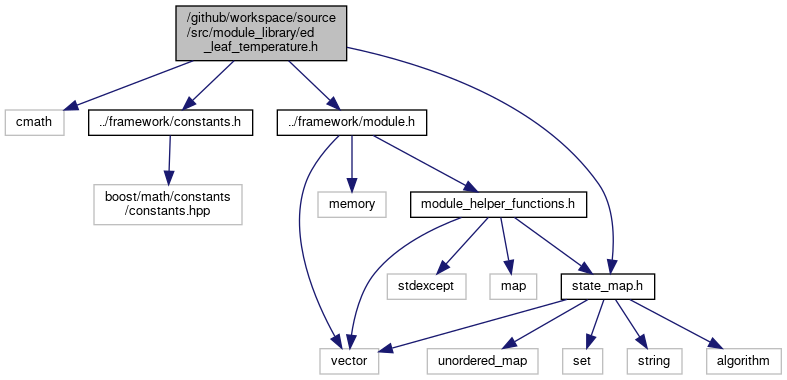 /github/workspace/source
/src/module_library/ed
_leaf_temperature.h
cmath
../framework/constants.h
../framework/module.h
boost/math/constants
/constants.hpp
memory
module_helper_functions.h
stdexcept
map
state_map.h
vector
unordered_map
set
string
algorithm